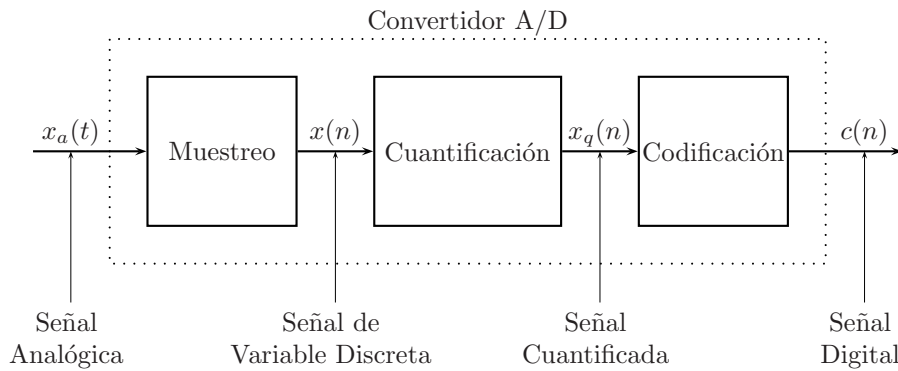 Convertidor A/D
x_a(t)
Muestreo
x(n)
Cuantificación
x_q(n)
Codificación
c(n)
Señal
Analógica
Señal de
Variable Discreta
Señal
Cuantificada
Señal
Digital